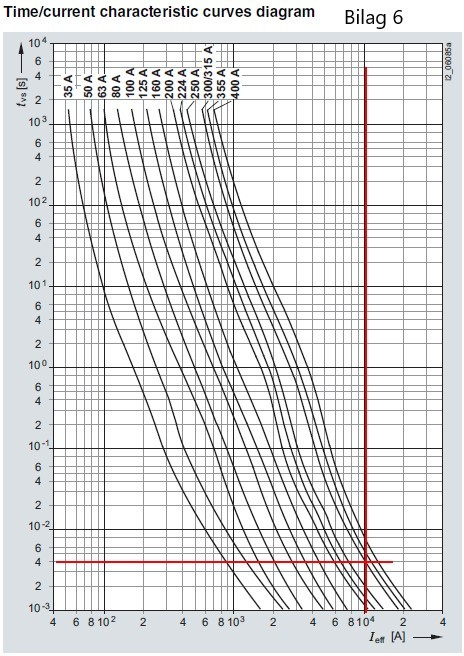 Time/current characteristic curves diagram
Bilag 6
10⁴
6
4
2
10³
6
4
2
10²
6
4
2
10¹
6
4
2
10⁰
6
4
2
10⁻¹
6
4
2
10⁻²
6
4
2
10⁻³
tvs [s]
35 A
50 A
63 A
80 A
100 A
125 A
160 A
200 A
224 A
250 A
300/315 A
355 A
400 A
I2_06085a
4 6 8 10² 2 4 6 8 10³ 2 4 6 8 10⁴ 2 4
Ieff [A]